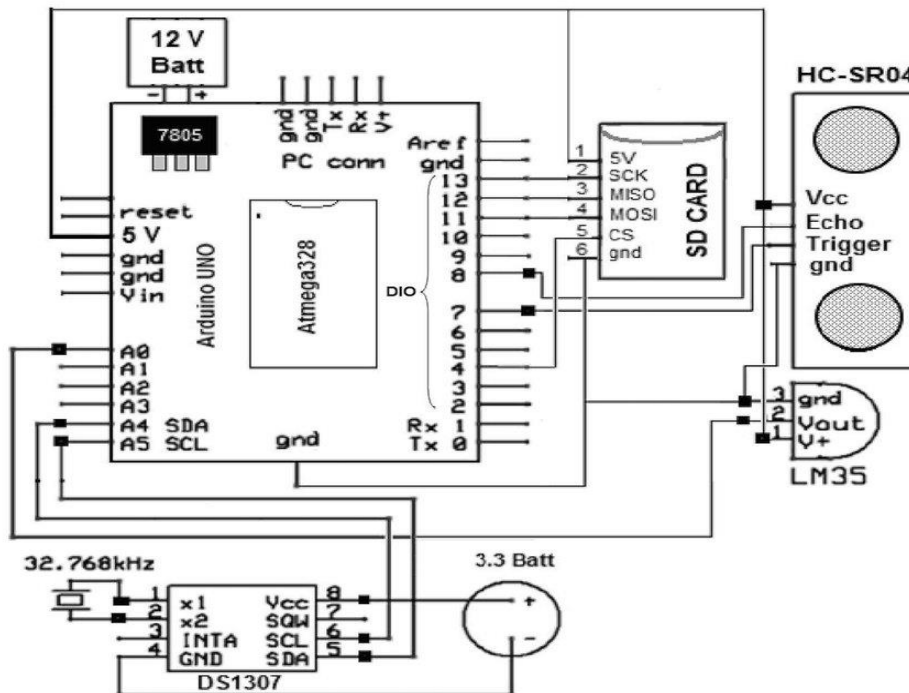 12 V
Batt
- +
7805
gnd
gnd
Tx
Rx
V+
PC conn
reset
5 V
gnd
gnd
Vin
A0
A1
A2
A3
A4 SDA
A5 SCL
Arduino UNO
Atmega328
DIO
gnd
Aref
gnd
13
12
11
10
9
8
7
6
5
4
3
2
Rx 1
Tx 0
1 5V
2 SCK
3 MISO
4 MOSI
5 CS
6 gnd
SD CARD
HC-SR04
Vcc
Echo
Trigger
gnd
3 gnd
2 Vout
1 V+
LM35
32.768kHz
1 x1
2 x2
3 INTA
4 GND
Vcc 8
SQW 7
SCL 6
SDA 5
DS1307
3.3 Batt
+
-